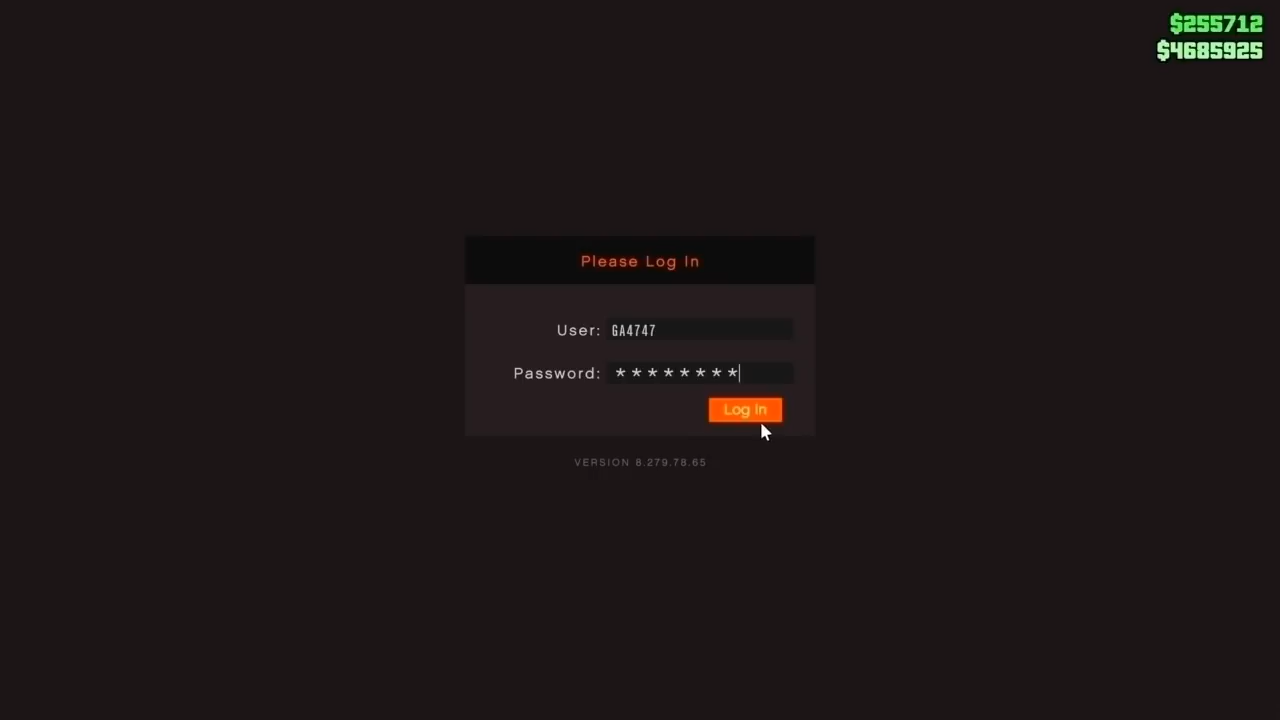 $255712
$4685925
Please Log In
User: GA4747
Password: ********
Log In
VERSION 8.279.78.65